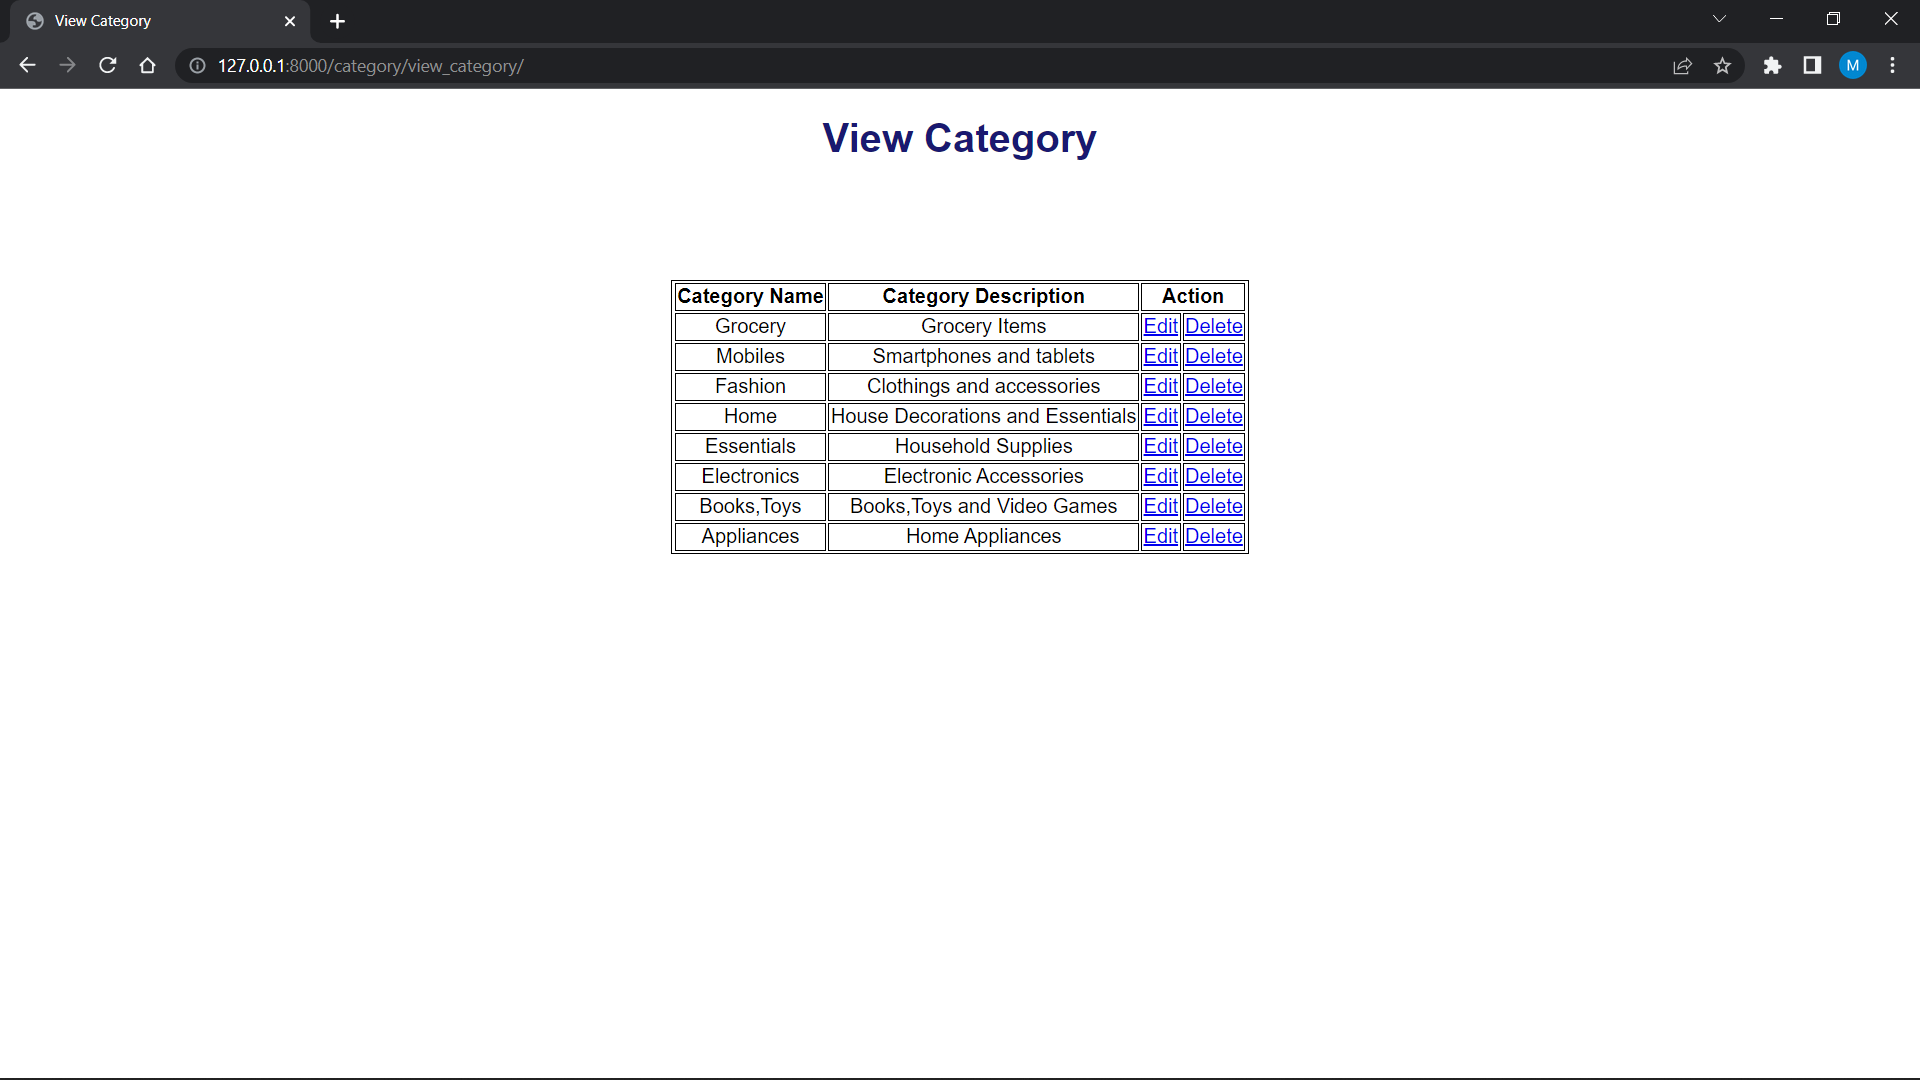 View Category
127.0.0.1:8000/category/view_category/
M
View Category
Category Name Category Description Action
Grocery Grocery Items Edit Delete
Mobiles Smartphones and tablets Edit Delete
Fashion Clothings and accessories Edit Delete
Home House Decorations and Essentials Edit Delete
Essentials Household Supplies Edit Delete
Electronics Electronic Accessories Edit Delete
Books,Toys Books,Toys and Video Games Edit Delete
Appliances Home Appliances Edit Delete